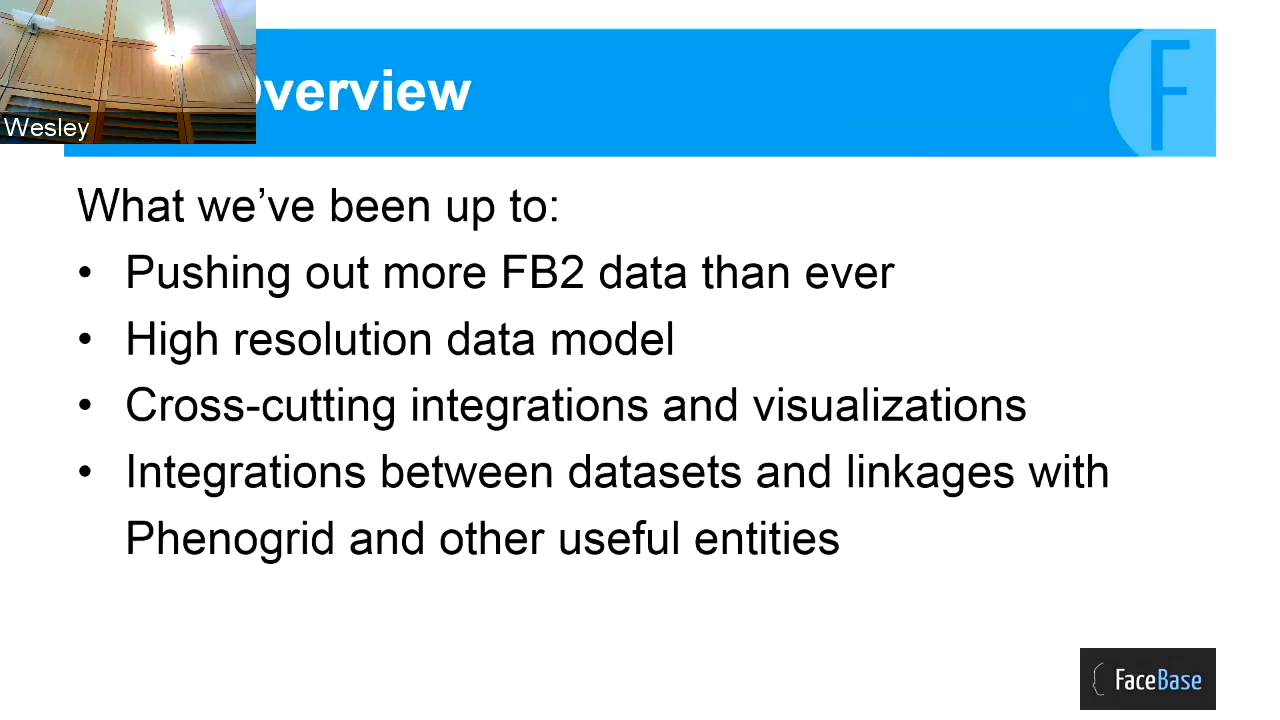 Wesley
F
What we've been up to:
• Pushing out more FB2 data than ever
• High resolution data model
• Cross-cutting integrations and visualizations
• Integrations between datasets and linkages with
Phenogrid and other useful entities
FaceBase